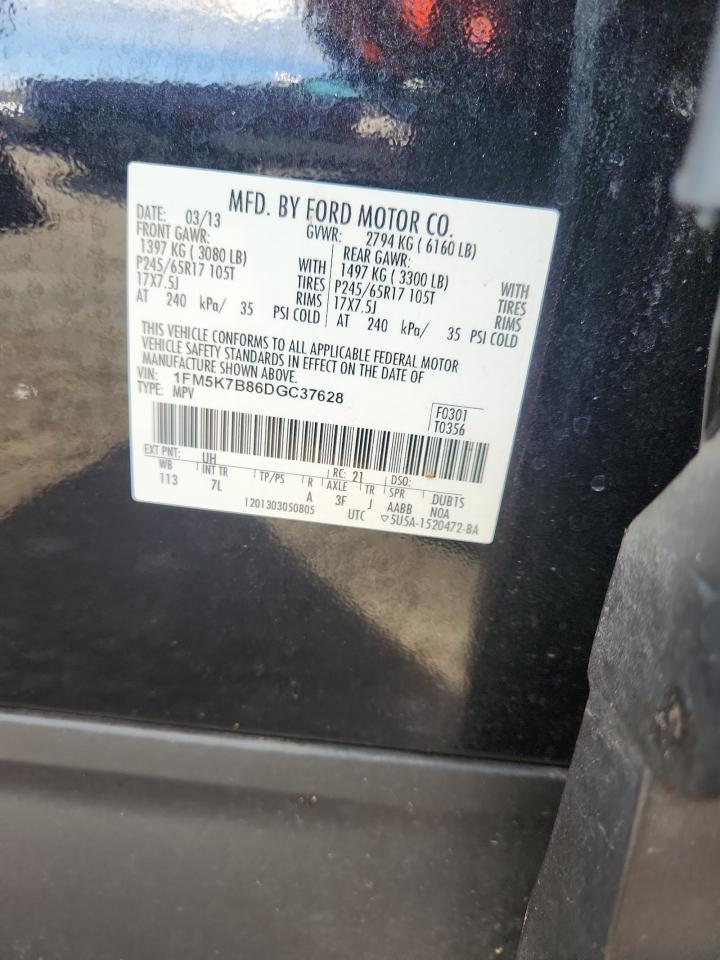 MFD. BY FORD MOTOR CO.
DATE: 03/13 GVWR: 2794 KG ( 6160 LB)
FRONT GAWR: REAR GAWR:
1397 KG ( 3080 LB) WITH 1497 KG ( 3300 LB) WITH
P245/65R17 105T TIRES P245/65R17 105T TIRES
17X7.5J RIMS 17X7.5J RIMS
AT 240 kPa/ 35 PSI COLD AT 240 kPa/ 35 PSI COLD
THIS VEHICLE CONFORMS TO ALL APPLICABLE FEDERAL MOTOR
VEHICLE SAFETY STANDARDS IN EFFECT ON THE DATE OF
MANUFACTURE SHOWN ABOVE.
VIN: 1FM5K7B86DGC37628 F0301
TYPE: MPV T0356
EXT PNT: UH RC: 21 DSO:
WB INT TR TP/PS R AXLE TR SPR DUBTS
113 7L A 3F J AABB NOA
1201303050805 UTC ▽5U5A-1520472-BA